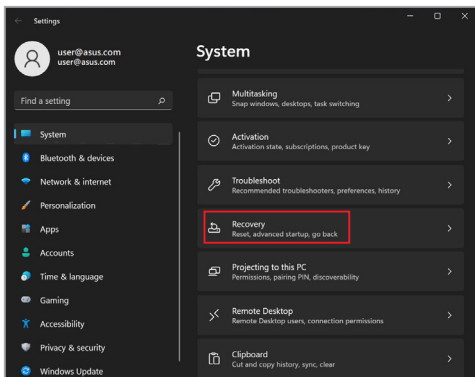 Settings
user@asus.com
user@asus.com
Find a setting
System
Bluetooth & devices
Network & internet
Personalization
Apps
Accounts
Time & language
Gaming
Accessibility
Privacy & security
Windows Update
System
Multitasking
Snap windows, desktops, task switching
Activation
Activation state, subscriptions, product key
Troubleshoot
Recommended troubleshooters, preferences, history
Recovery
Reset, advanced startup, go back
Projecting to this PC
Permissions, pairing PIN, discoverability
Remote Desktop
Remote Desktop users, connection permissions
Clipboard
Cut and copy history, sync, clear